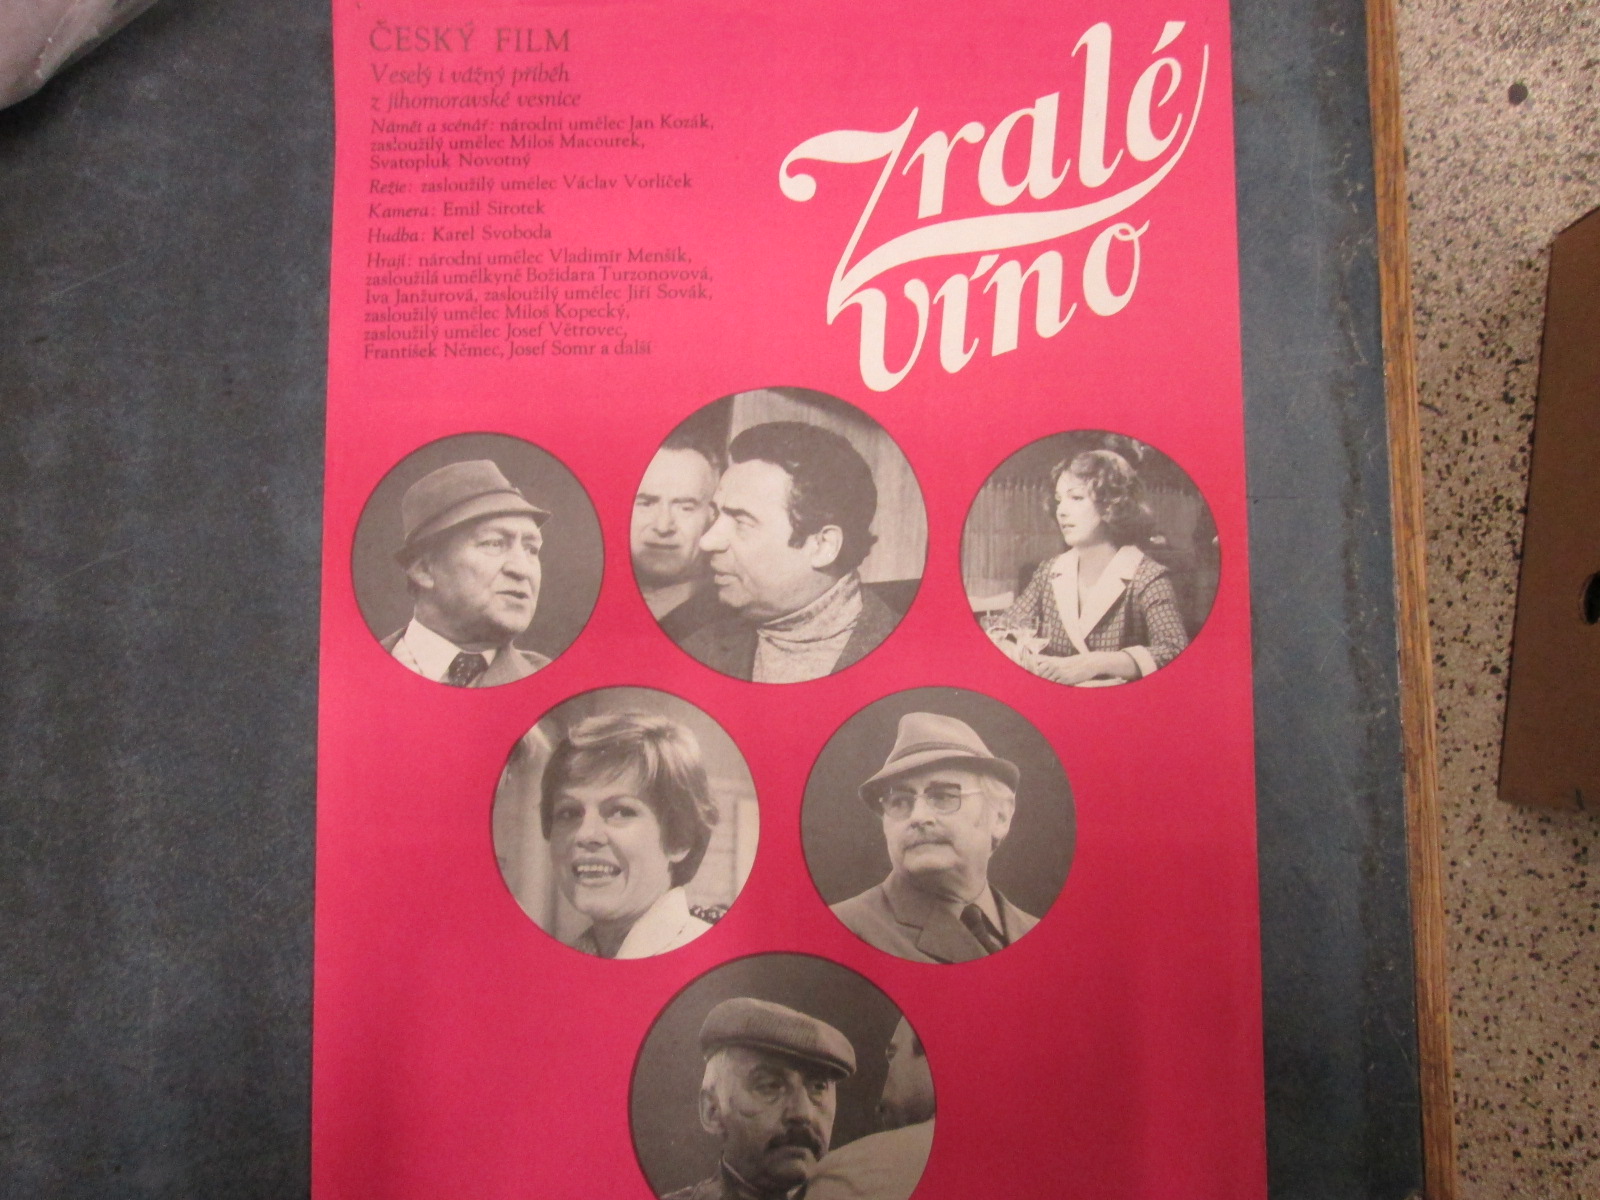 ČESKÝ FILM
Veselý i vážný příběh
z jihomoravské vesnice
Námět a scénář: národní umělec Jan Kozák,
zasloužilý umělec Miloš Macourek,
Svatopluk Novotný
Režie: zasloužilý umělec Václav Vorlíček
Kamera: Emil Sirotek
Hudba: Karel Svoboda
Hrají: národní umělec Vladimír Menšík,
zasloužilá umělkyně Božidara Turzonovová,
Iva Janžurová, zasloužilý umělec Jiří Sovák,
zasloužilý umělec Miloš Kopecký,
zasloužilý umělec Josef Větrovec,
František Němec, Josef Somr a další
Zralé
víno